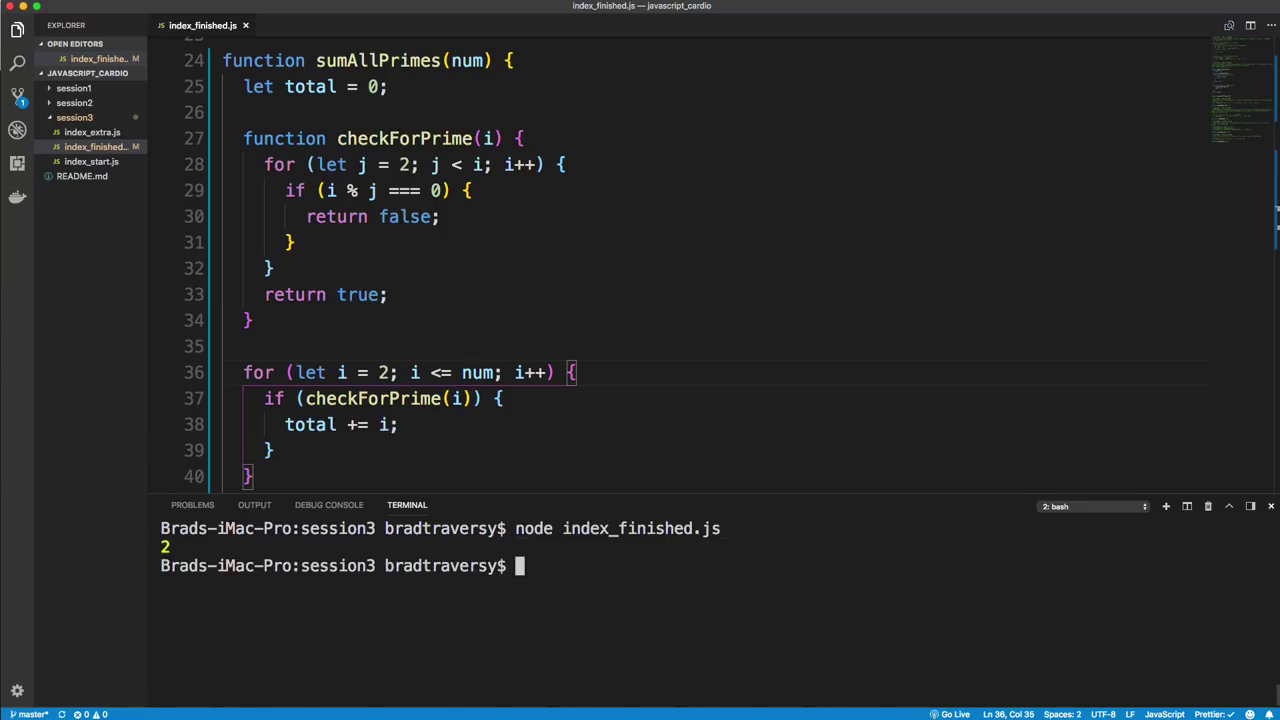 index_finished.js — javascript_cardio
EXPLORER
index_finished.js ×
OPEN EDITORS
index_finishe... M
JAVASCRIPT_CARDIO
session1
session2
session3
index_extra.js
index_finished... M
index_start.js
README.md
1
23
24 function sumAllPrimes(num) {
25 let total = 0;
26
27 function checkForPrime(i) {
28 for (let j = 2; j < i; i++) {
29 if (i % j === 0) {
30 return false;
31 }
32 }
33 return true;
34 }
35
36 for (let i = 2; i <= num; i++) {
37 if (checkForPrime(i)) {
38 total += i;
39 }
40 }
PROBLEMS OUTPUT DEBUG CONSOLE TERMINAL 2: bash
Brads-iMac-Pro:session3 bradtraversy$ node index_finished.js
2
Brads-iMac-Pro:session3 bradtraversy$
master* 0 0 Go Live Ln 36, Col 35 Spaces: 2 UTF-8 LF JavaScript Prettier: ✓